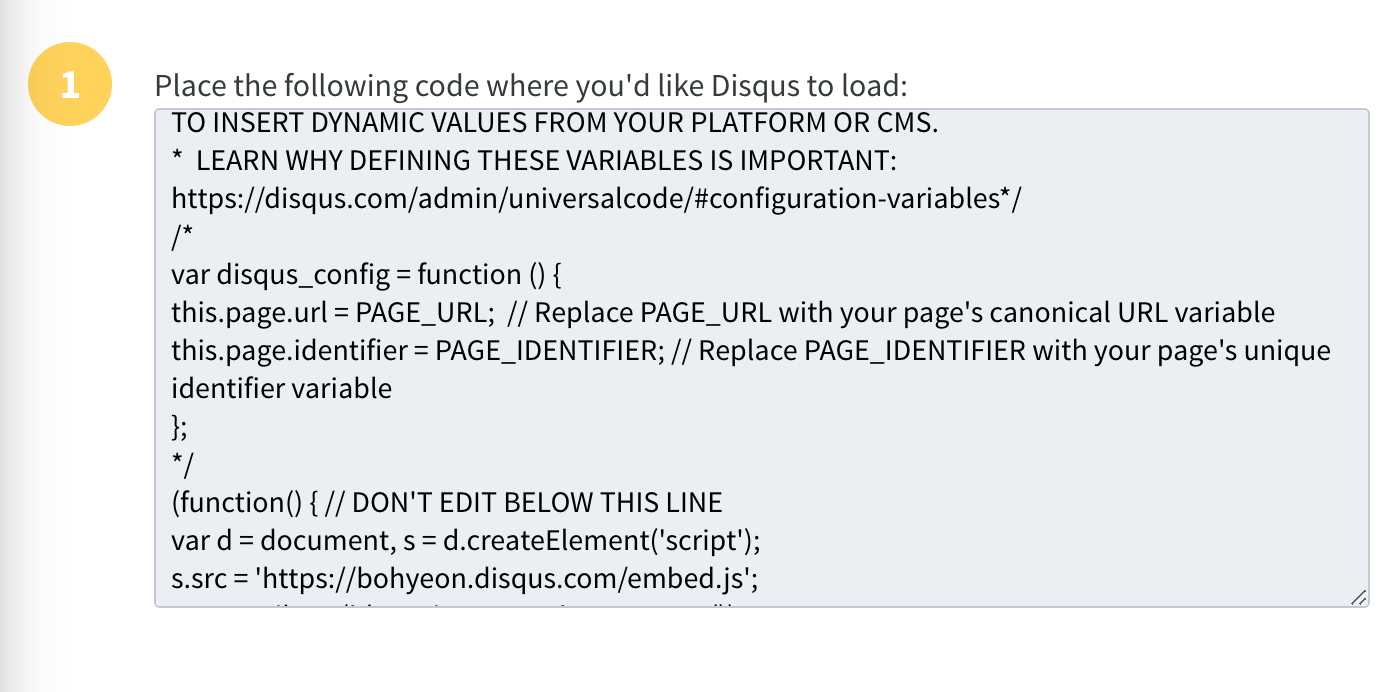 1
Place the following code where you'd like Disqus to load:
TO INSERT DYNAMIC VALUES FROM YOUR PLATFORM OR CMS.
*  LEARN WHY DEFINING THESE VARIABLES IS IMPORTANT:
https://disqus.com/admin/universalcode/#configuration-variables*/
/*
var disqus_config = function () {
this.page.url = PAGE_URL;  // Replace PAGE_URL with your page's canonical URL variable
this.page.identifier = PAGE_IDENTIFIER; // Replace PAGE_IDENTIFIER with your page's unique
identifier variable
};
*/
(function() { // DON'T EDIT BELOW THIS LINE
var d = document, s = d.createElement('script');
s.src = 'https://bohyeon.disqus.com/embed.js';